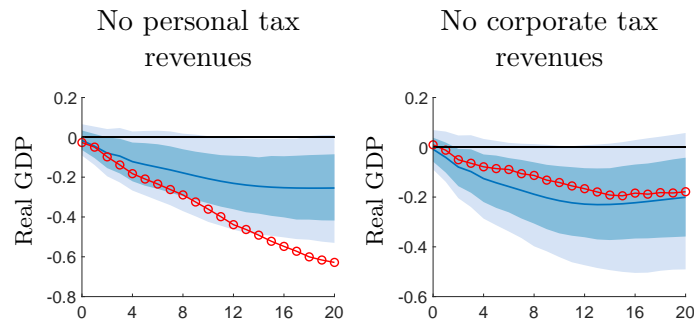 No personal tax
revenues
No corporate tax
revenues
Real GDP
0.2
0
-0.2
-0.4
-0.6
-0.8
0 4 8 12 16 20
Real GDP
0.2
0
-0.2
-0.4
-0.6
0 4 8 12 16 20